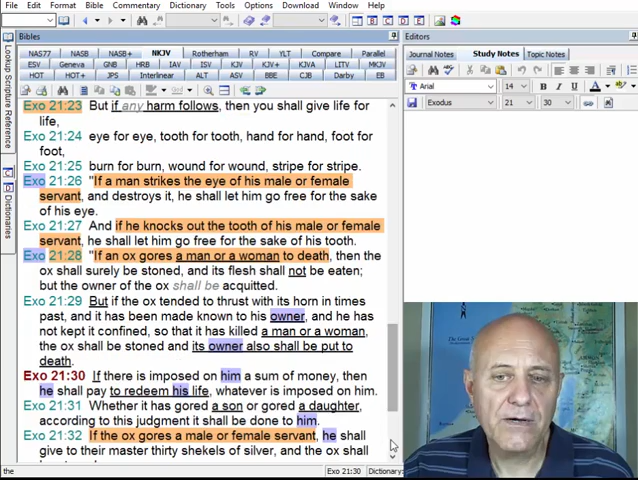 File Edit View Bible Book Commentary Dictionary Tools Options Download Window Help
Bibles
NAS77 NASB NASB+ NKJV Rotherham RV YLT Compare Parallel
ESV Geneva GNB HRB IAV ISV JPS KJV+ KJVA LITV MKJV
HOT HOT+ JPS Interlinear ALT ASV BBE CJB Darby EB
Exo 21:23 But if any harm follows, then you shall give life for
life,
Exo 21:24 eye for eye, tooth for tooth, hand for hand, foot for
foot,
Exo 21:25 burn for burn, wound for wound, stripe for stripe.
Exo 21:26 "If a man strikes the eye of his male or female
servant, and destroys it, he shall let him go free for the sake
of his eye.
Exo 21:27 And if he knocks out the tooth of his male or female
servant, he shall let him go free for the sake of his tooth.
Exo 21:28 "If an ox gores a man or a woman to death, then the
ox shall surely be stoned, and its flesh shall not be eaten;
but the owner of the ox shall be acquitted.
Exo 21:29 But if the ox tended to thrust with its horn in times
past, and it has been made known to his owner, and he has
not kept it confined, so that it has killed a man or a woman,
the ox shall be stoned and its owner also shall be put to
death.
Exo 21:30 If there is imposed on him a sum of money, then
he shall pay to redeem his life, whatever is imposed on him.
Exo 21:31 Whether it has gored a son or gored a daughter,
according to this judgment it shall be done to him.
Exo 21:32 If the ox gores a male or female servant, he shall
give to their master thirty shekels of silver, and the ox shall
the
Exo 21:30
Dictionary:
Lookup Scripture Reference
Dictionaries
Editors
Journal Notes Study Notes Topic Notes
Arial 14 B I U A
Exodus 21 30